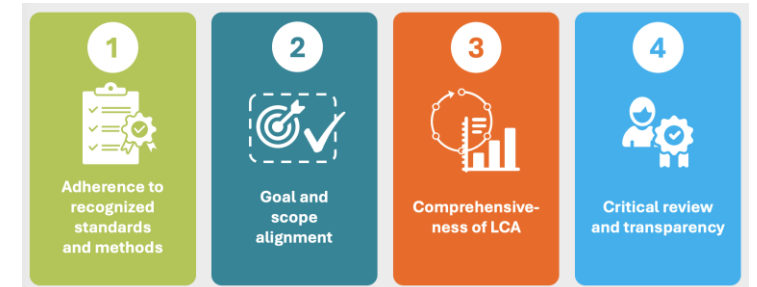 1
Adherence to
recognized
standards
and methods
2
Goal and
scope
alignment
3
Comprehensive-
ness of LCA
4
Critical review
and transparency